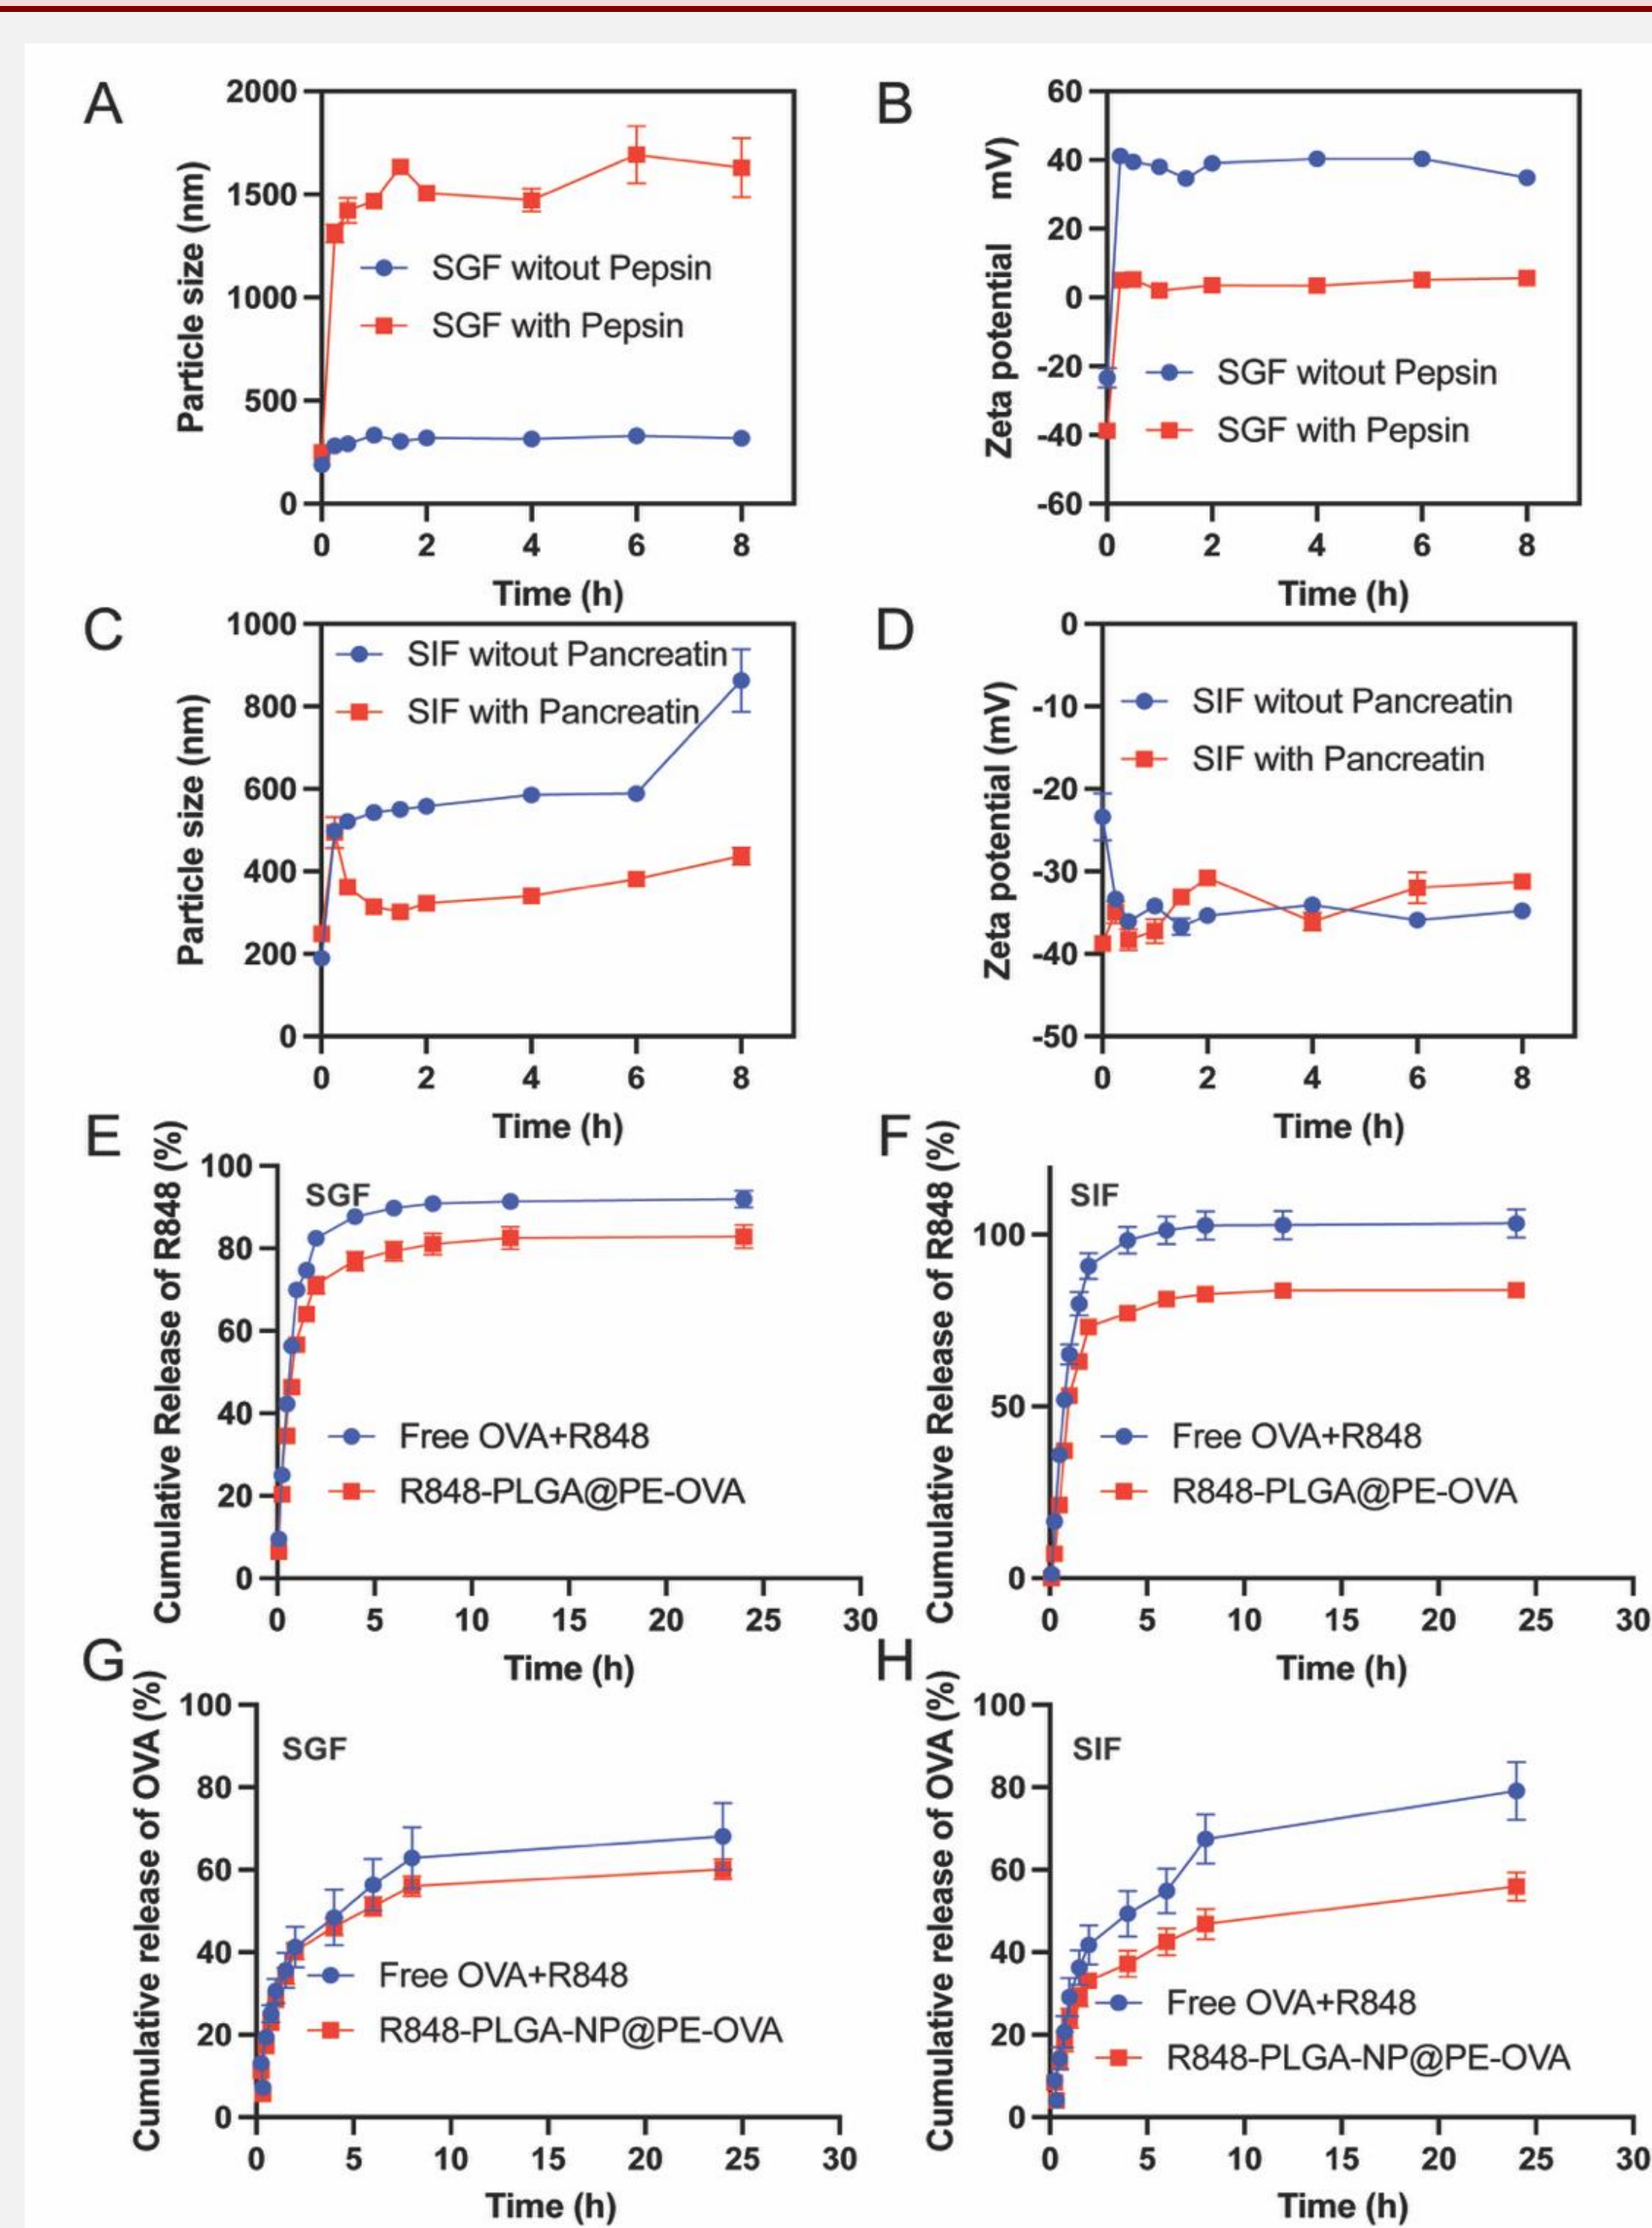 A
2000
1500
1000
500
0
Particle size (nm)
SGF witout Pepsin
SGF with Pepsin
0 2 4 6 8
Time (h)
B
60
40
20
0
-20
-40
-60
Zeta potential mV)
SGF witout Pepsin
SGF with Pepsin
0 2 4 6 8
Time (h)
C
1000
800
600
400
200
0
Particle size (nm)
SIF witout Pancreatin
SIF with Pancreatin
0 2 4 6 8
Time (h)
D
0
-10
-20
-30
-40
-50
Zeta potential (mV)
SIF witout Pancreatin
SIF with Pancreatin
0 2 4 6 8
Time (h)
E
100
80
60
40
20
0
Cumulative Release of R848 (%)
SGF
Free OVA+R848
R848-PLGA@PE-OVA
0 5 10 15 20 25 30
Time (h)
F
100
50
0
Cumulative Release of R848 (%)
SIF
Free OVA+R848
R848-PLGA@PE-OVA
0 5 10 15 20 25 30
Time (h)
G
100
80
60
40
20
0
Cumulative release of OVA (%)
SGF
Free OVA+R848
R848-PLGA-NP@PE-OVA
0 5 10 15 20 25 30
Time (h)
H
100
80
60
40
20
0
Cumulative release of OVA (%)
SIF
Free OVA+R848
R848-PLGA-NP@PE-OVA
0 5 10 15 20 25 30
Time (h)